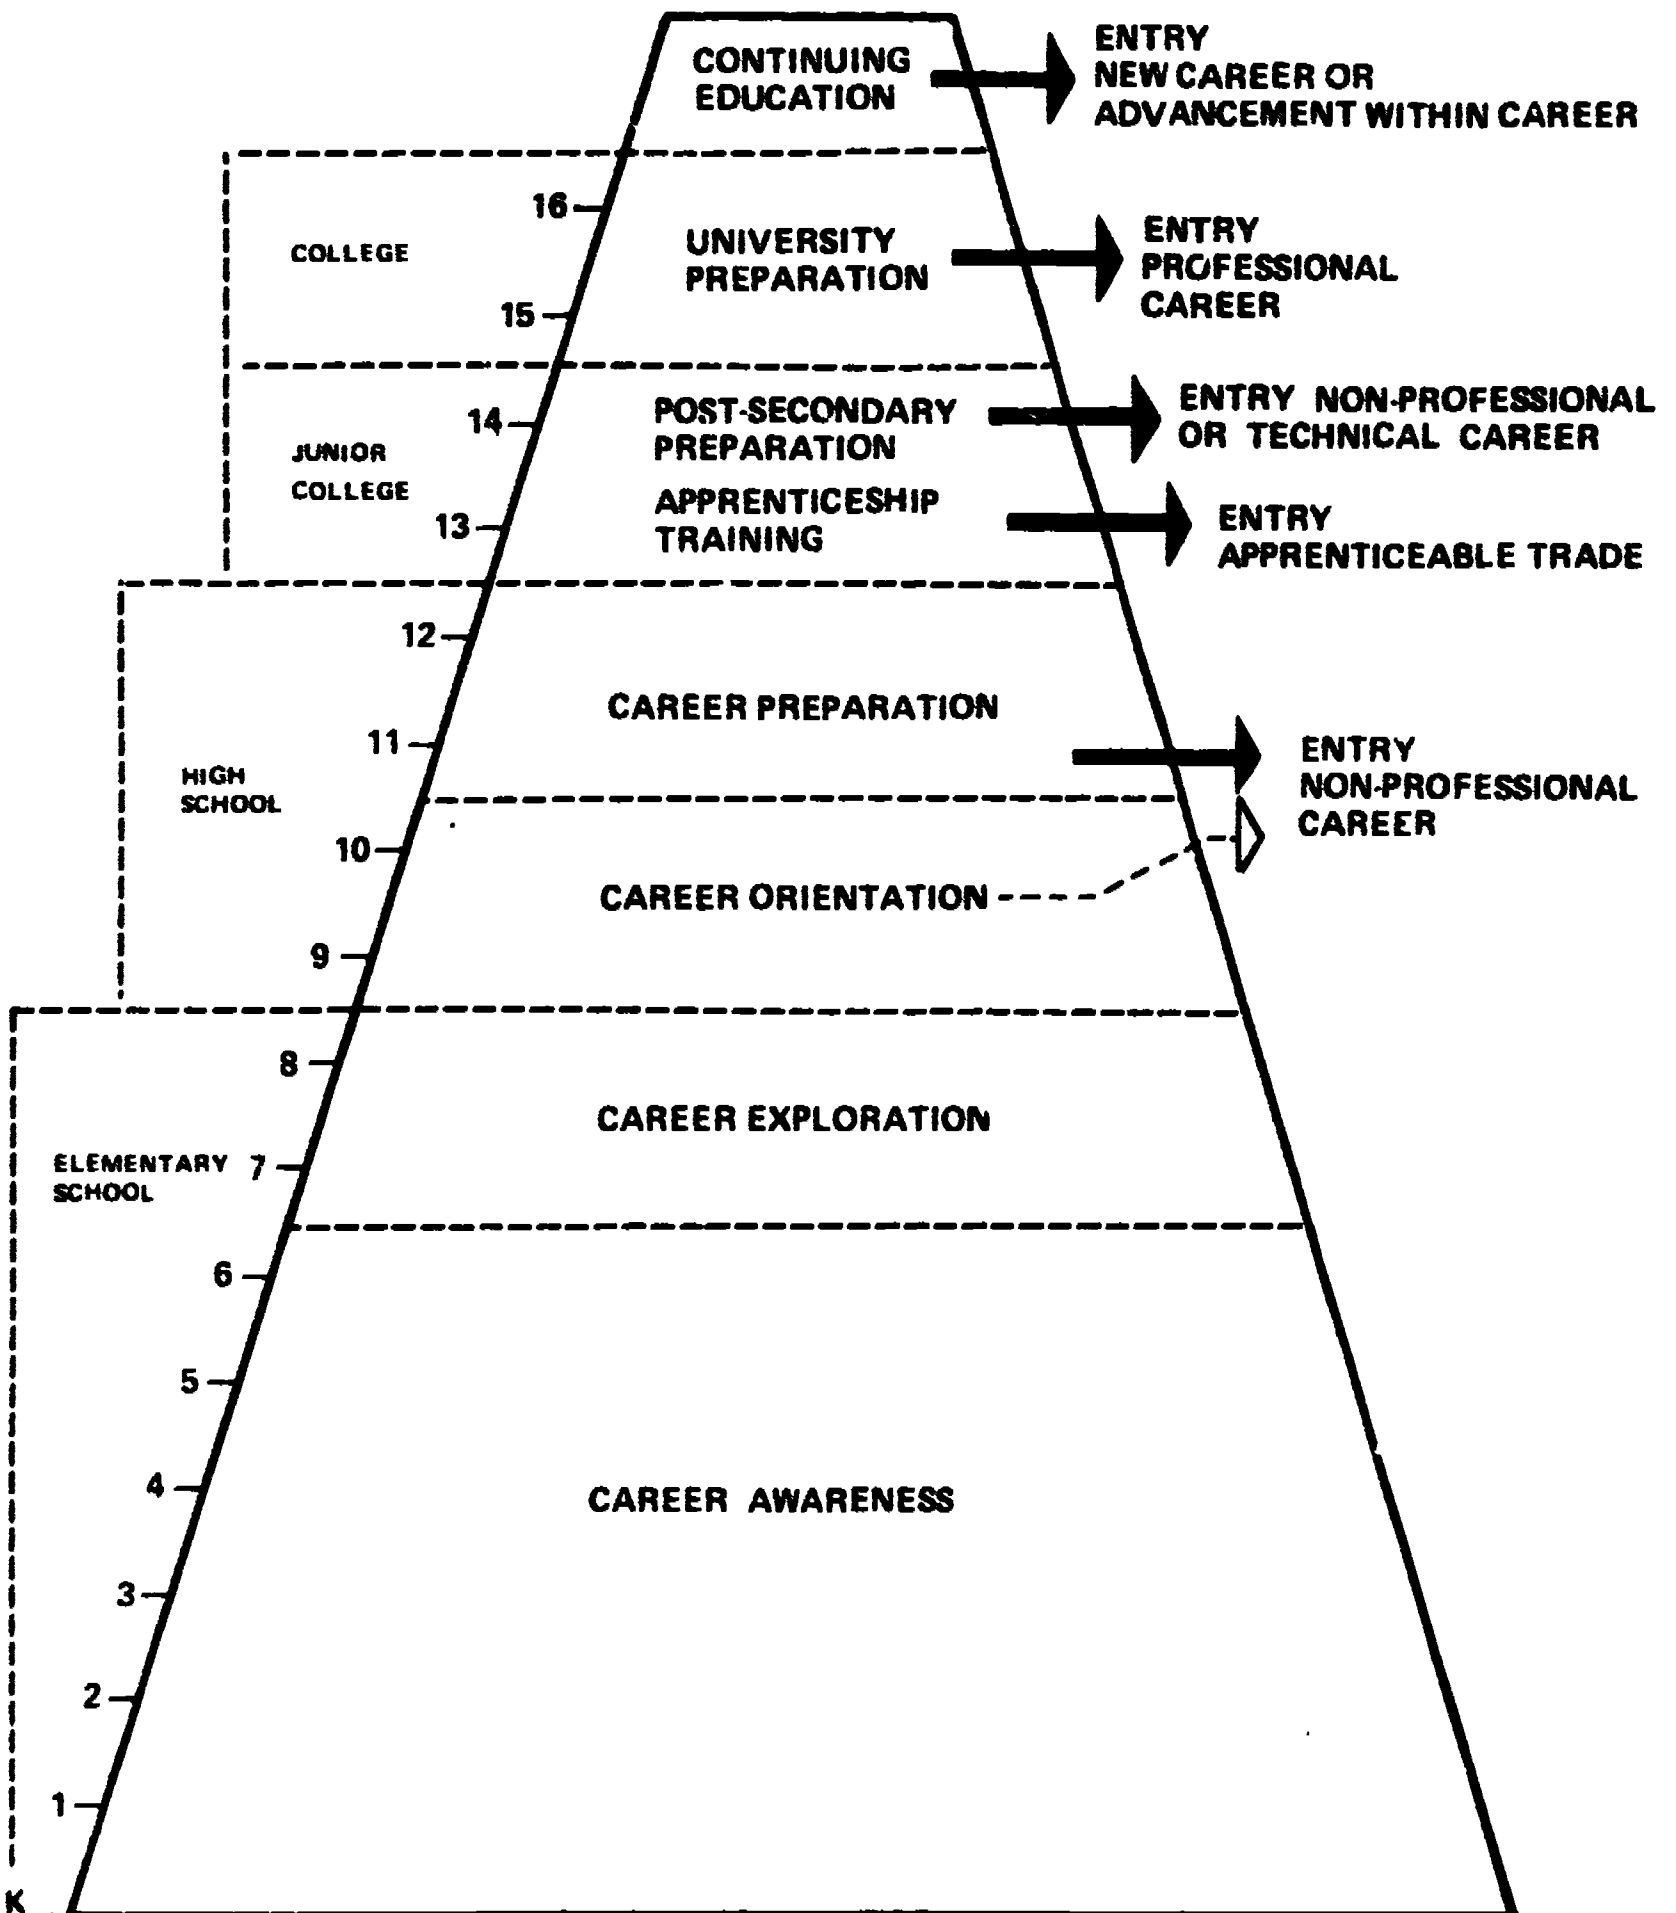 CONTINUING
EDUCATION
ENTRY
NEW CAREER OR
ADVANCEMENT WITHIN CAREER
16
COLLEGE
UNIVERSITY
PREPARATION
ENTRY
PROFESSIONAL
CAREER
15
14
JUNIOR
COLLEGE
POST-SECONDARY
PREPARATION
ENTRY NON-PROFESSIONAL
OR TECHNICAL CAREER
13
APPRENTICESHIP
TRAINING
ENTRY
APPRENTICEABLE TRADE
12
CAREER PREPARATION
11
HIGH
SCHOOL
ENTRY
NON-PROFESSIONAL
CAREER
10
CAREER ORIENTATION
9
8
CAREER EXPLORATION
ELEMENTARY
SCHOOL
7
6
5
4
CAREER AWARENESS
3
2
1
K